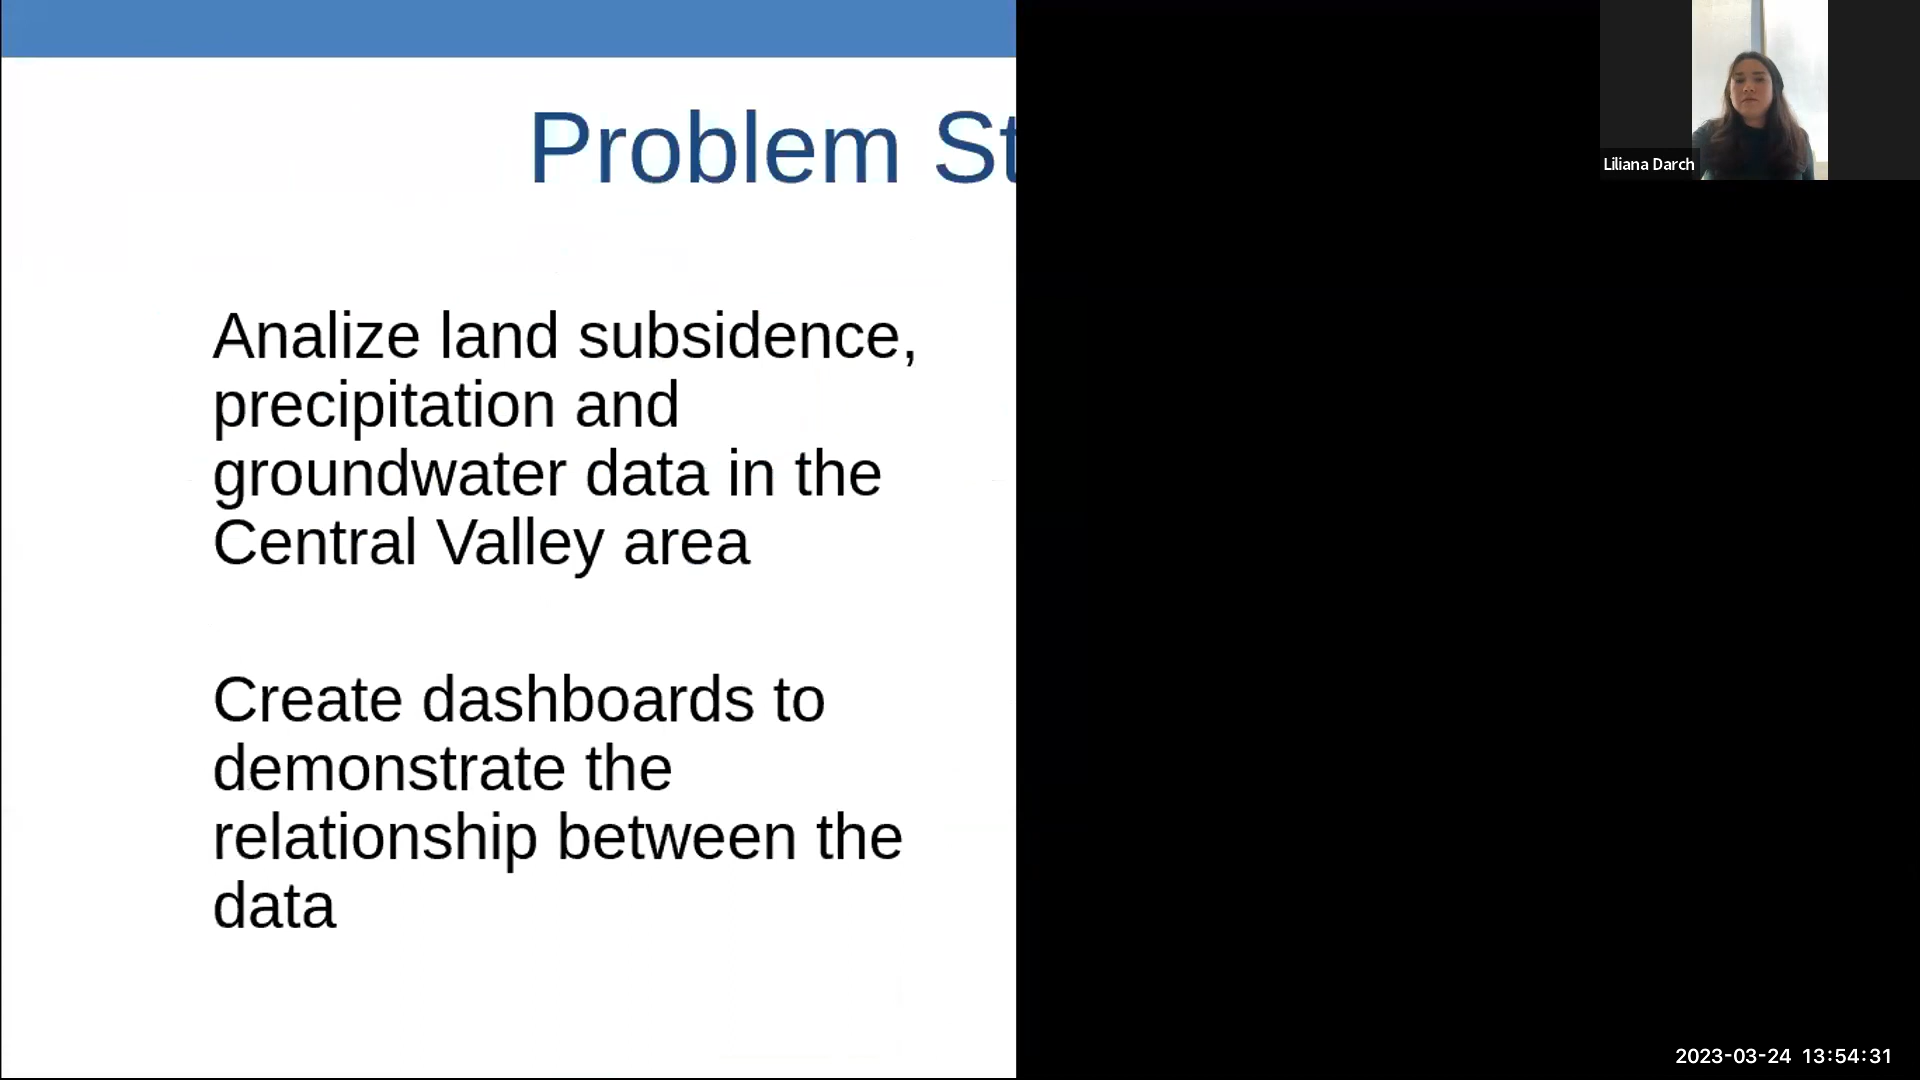 Problem St
Analize land subsidence,
precipitation and
groundwater data in the
Central Valley area
Create dashboards to
demonstrate the
relationship between the
data
Liliana Darch
2023-03-24 13:54:31